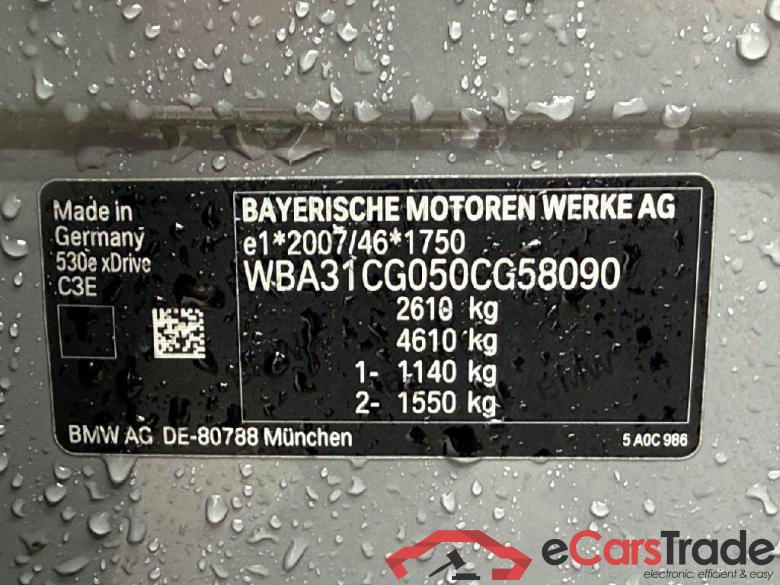 Made in
Germany
530e xDrive
C3E
BAYERISCHE MOTOREN WERKE AG
e1*2007/46*1750
WBA31CG050CG58090
2610 kg
4610 kg
1- 1140 kg
2- 1550 kg
BMW AG DE-80788 München
5 A0C 986
BMW
eCarsTrade
electronic, efficient & easy